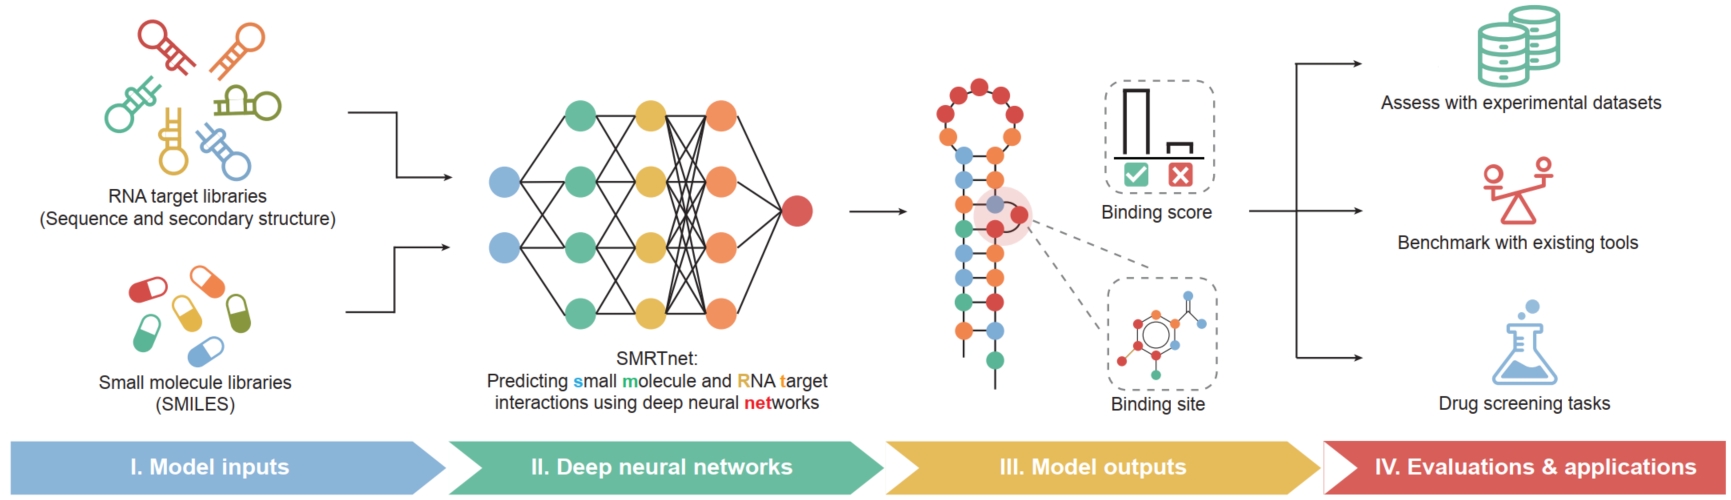 RNA target libraries
(Sequence and secondary structure)
Small molecule libraries
(SMILES)
SMRTnet:
Predicting small molecule and RNA target
interactions using deep neural networks
Binding score
Binding site
Assess with experimental datasets
Benchmark with existing tools
Drug screening tasks
I. Model inputs
II. Deep neural networks
III. Model outputs
IV. Evaluations & applications